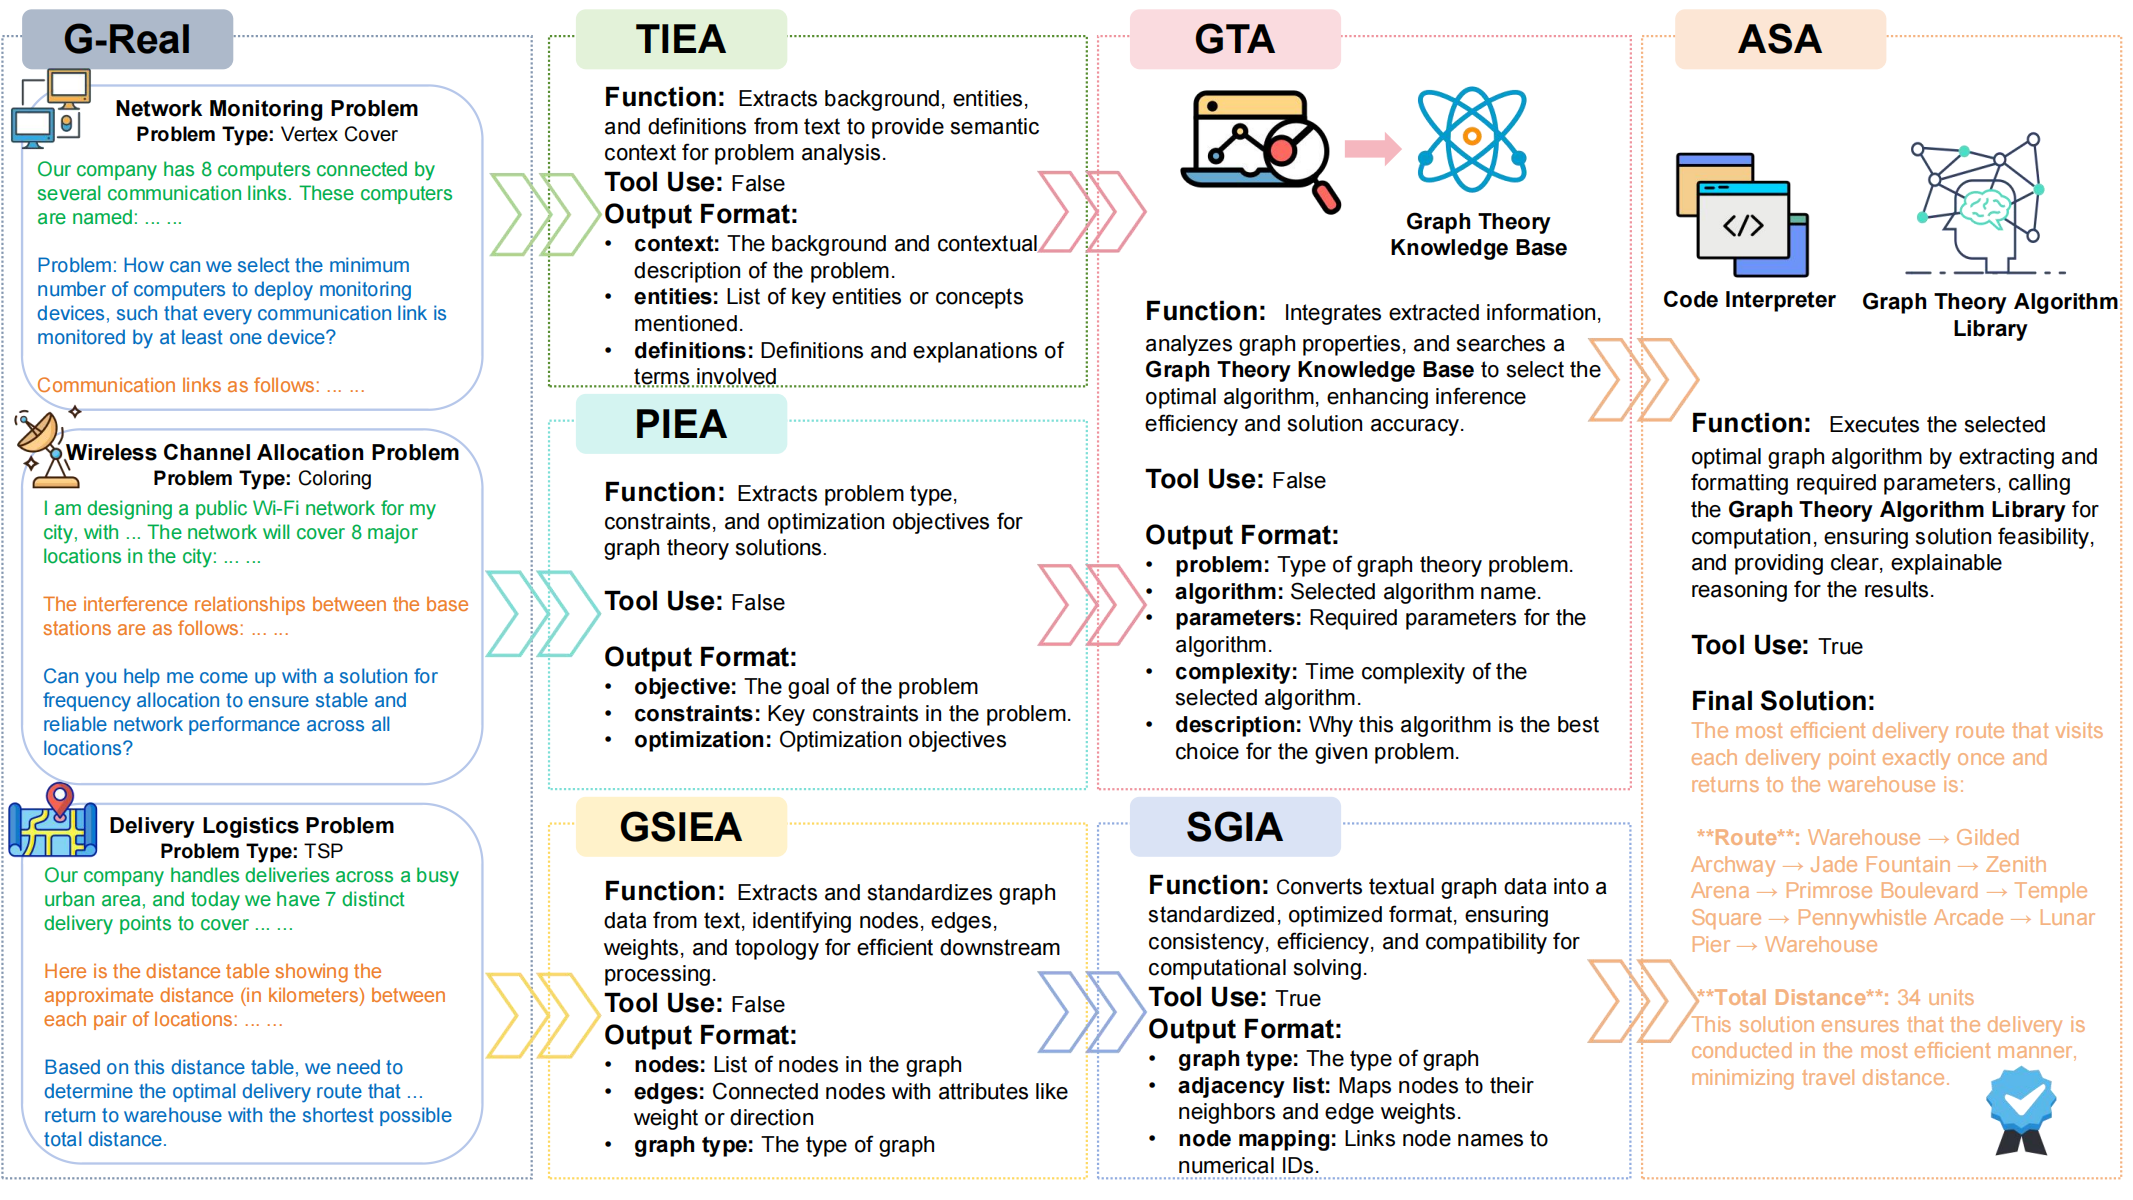 G-Real
Network Monitoring Problem
Problem Type: Vertex Cover
Our company has 8 computers connected by
several communication links. These computers
are named: ... ...
Problem: How can we select the minimum
number of computers to deploy monitoring
devices, such that every communication link is
monitored by at least one device?
Communication links as follows: ... ...
Wireless Channel Allocation Problem
Problem Type: Coloring
I am designing a public Wi-Fi network for my
city, with ... The network will cover 8 major
locations in the city: ... ...
The interference relationships between the base
stations are as follows: ... ...
Can you help me come up with a solution for
frequency allocation to ensure stable and
reliable network performance across all
locations?
Delivery Logistics Problem
Problem Type: TSP
Our company handles deliveries across a busy
urban area, and today we have 7 distinct
delivery points to cover ... ...
Here is the distance table showing the
approximate distance (in kilometers) between
each pair of locations: ... ...
Based on this distance table, we need to
determine the optimal delivery route that ...
return to warehouse with the shortest possible
total distance.
TIEA
Function: Extracts background, entities,
and definitions from text to provide semantic
context for problem analysis.
Tool Use: False
Output Format:
• context: The background and contextual
description of the problem.
• entities: List of key entities or concepts
mentioned.
• definitions: Definitions and explanations of
terms involved
PIEA
Function: Extracts problem type,
constraints, and optimization objectives for
graph theory solutions.
Tool Use: False
Output Format:
• objective: The goal of the problem
• constraints: Key constraints in the problem.
• optimization: Optimization objectives
GSIEA
Function: Extracts and standardizes graph
data from text, identifying nodes, edges,
weights, and topology for efficient downstream
processing.
Tool Use: False
Output Format:
• nodes: List of nodes in the graph
• edges: Connected nodes with attributes like
weight or direction
• graph type: The type of graph
GTA
Graph Theory
Knowledge Base
Function: Integrates extracted information,
analyzes graph properties, and searches a
Graph Theory Knowledge Base to select the
optimal algorithm, enhancing inference
efficiency and solution accuracy.
Tool Use: False
Output Format:
• problem: Type of graph theory problem.
• algorithm: Selected algorithm name.
• parameters: Required parameters for the
algorithm.
• complexity: Time complexity of the
selected algorithm.
• description: Why this algorithm is the best
choice for the given problem.
SGIA
Function: Converts textual graph data into a
standardized, optimized format, ensuring
consistency, efficiency, and compatibility for
computational solving.
Tool Use: True
Output Format:
• graph type: The type of graph
• adjacency list: Maps nodes to their
neighbors and edge weights.
• node mapping: Links node names to
numerical IDs.
ASA
</>
Code Interpreter
Graph Theory Algorithm
Library
Function: Executes the selected
optimal graph algorithm by extracting and
formatting required parameters, calling
the Graph Theory Algorithm Library for
computation, ensuring solution feasibility,
and providing clear, explainable
reasoning for the results.
Tool Use: True
Final Solution:
The most efficient delivery route that visits
each delivery point exactly once and
returns to the warehouse is:
**Route**: Warehouse → Gilded
Archway → Jade Fountain → Zenith
Arena → Primrose Boulevard → Temple
Square → Pennywhistle Arcade → Lunar
Pier → Warehouse
**Total Distance**: 34 units
This solution ensures that the delivery is
conducted in the most efficient manner,
minimizing travel distance.